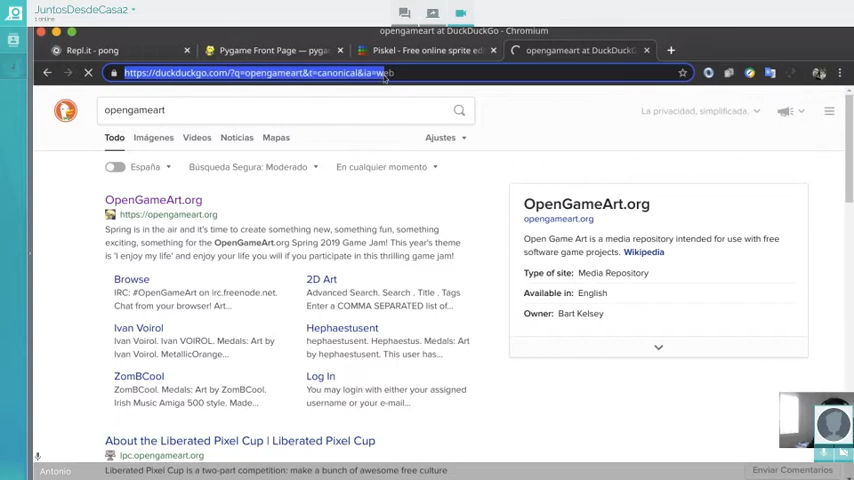 JuntosDesdeCasa2
1 online
opengameart at DuckDuckGo - Chromium
Repl.it - pong
Pygame Front Page — pyga
Piskel - Free online sprite edi
opengameart at DuckDuckG
https://duckduckgo.com/?q=opengameart&t=canonical&ia=web
opengameart
La privacidad, simplificada.
Todo
Imágenes
Videos
Noticias
Mapas
Ajustes
España
Búsqueda Segura: Moderado
En cualquier momento
OpenGameArt.org
https://opengameart.org
Spring is in the air and it's time to create something new, something fun, something
exciting, something for the OpenGameArt.org Spring 2019 Game Jam! This year's theme
is 'I enjoy my life' and enjoy your life you will if you participate in this thrilling game jam!
Browse
IRC: #OpenGameArt on irc.freenode.net.
Chat from your browser! Art...
2D Art
Advanced Search. Search . Title . Tags
Enter a COMMA SEPARATED list of...
Ivan Voirol
Ivan Voirol. Ivan VOIROL. Medals: Art by
Ivan Voirol. MetallicOrange...
Hephaestusent
hephaestusent. Hephaestus. Medals: Art
by Hephaestusent. This user has...
ZomBCool
ZomBCool. Medals: Art by ZomBCool.
Irish Music Amiga 500 style. Made...
Log In
You may login with either your assigned
username or your e-mail...
About the Liberated Pixel Cup | Liberated Pixel Cup
lpc.opengameart.org
Liberated Pixel Cup is a two-part competition: make a bunch of awesome free culture
OpenGameArt.org
opengameart.org
Open Game Art is a media repository intended for use with free
software game projects. Wikipedia
Type of site: Media Repository
Available in: English
Owner: Bart Kelsey
Antonio
Enviar Comentarios